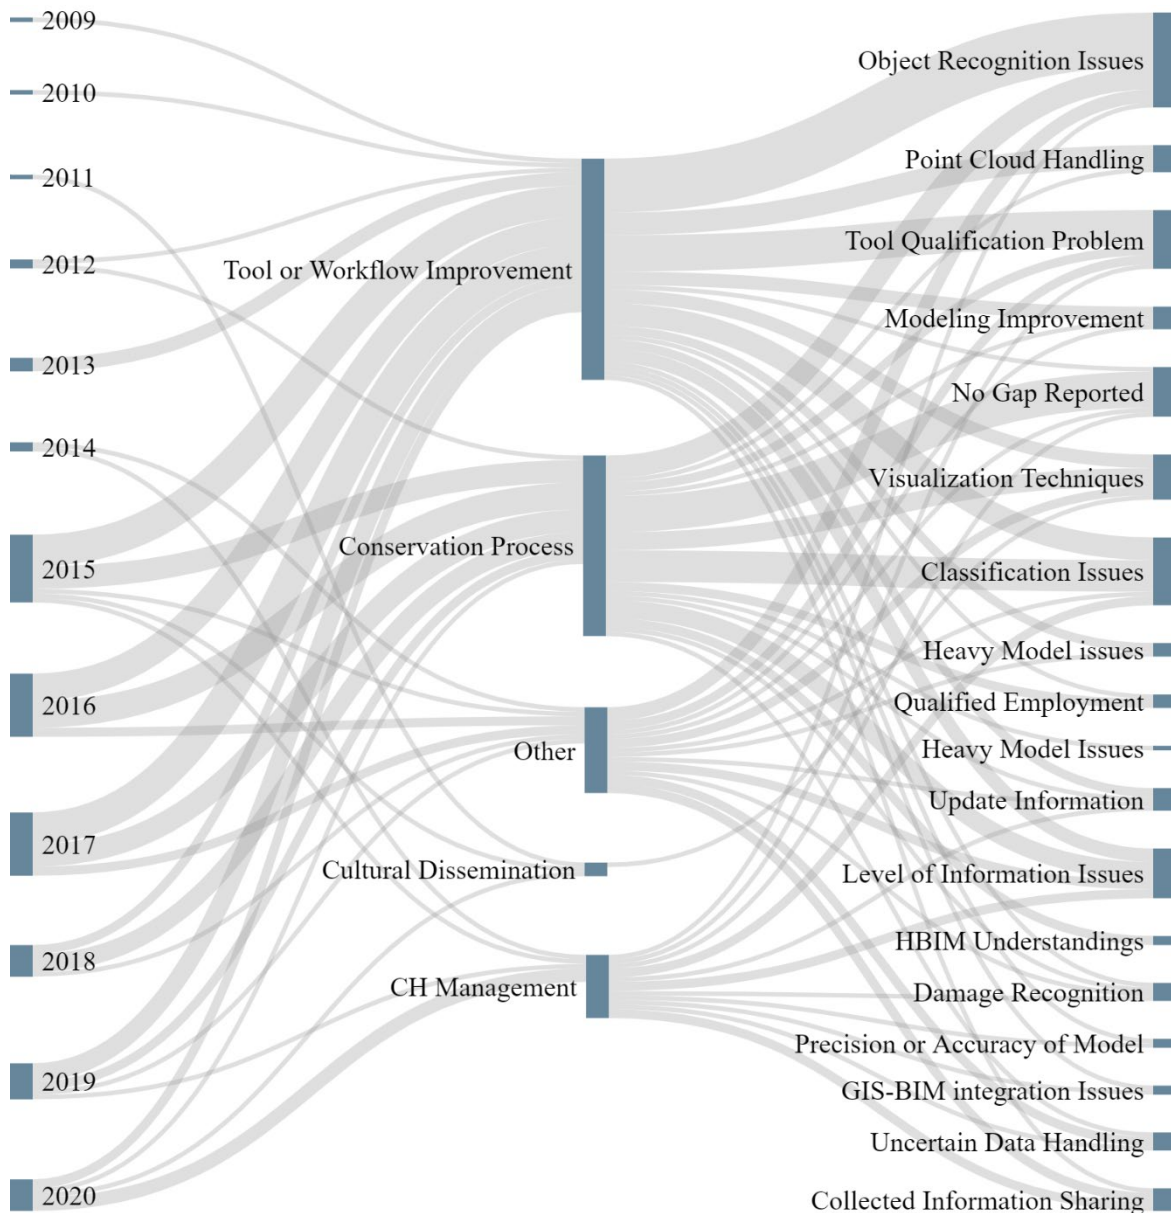 2009
2010
2011
2012
2013
2014
2015
2016
2017
2018
2019
2020
Tool or Workflow Improvement
Conservation Process
Other
Cultural Dissemination
CH Management
Object Recognition Issues
Point Cloud Handling
Tool Qualification Problem
Modeling Improvement
No Gap Reported
Visualization Techniques
Classification Issues
Heavy Model issues
Qualified Employment
Heavy Model Issues
Update Information
Level of Information Issues
HBIM Understandings
Damage Recognition
Precision or Accuracy of Model
GIS-BIM integration Issues
Uncertain Data Handling
Collected Information Sharing